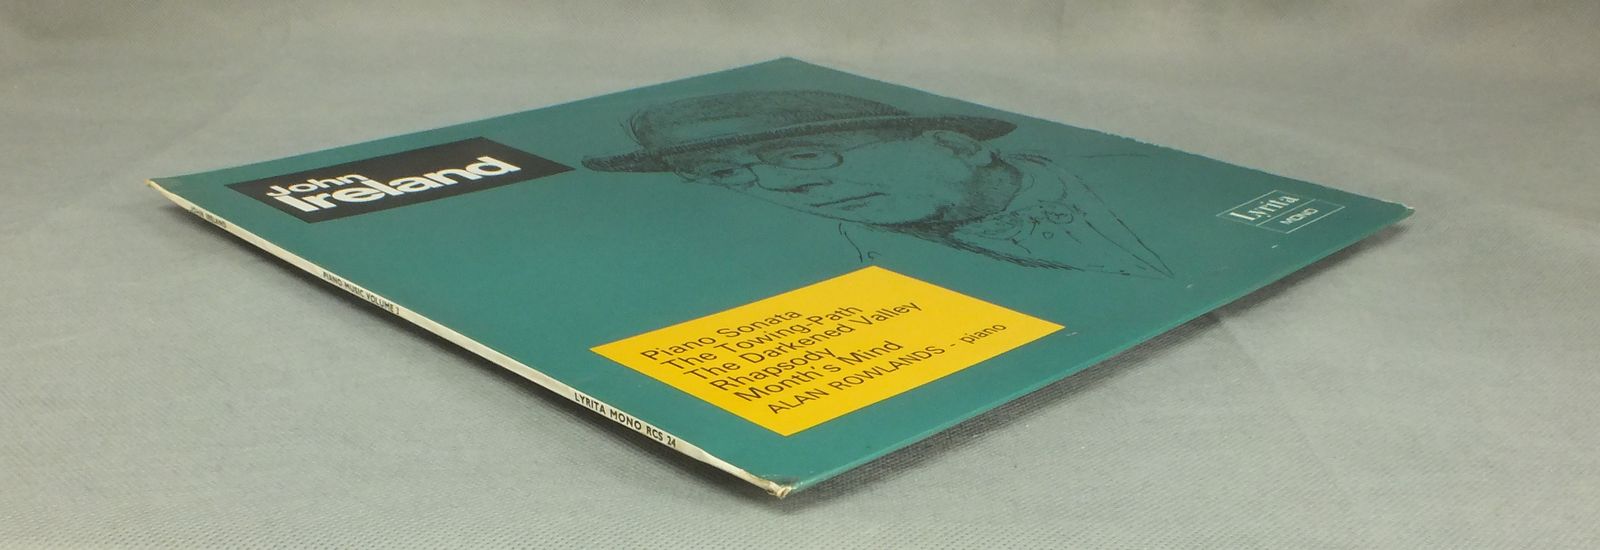 John
Ireland
Lyrita
MONO
Piano Sonata
The Towing-Path
The Darkened Valley
Rhapsody
Month's Mind
ALAN ROWLANDS - piano
JOHN IRELAND
PIANO MUSIC VOLUME
LYRITA MONO RCS 24